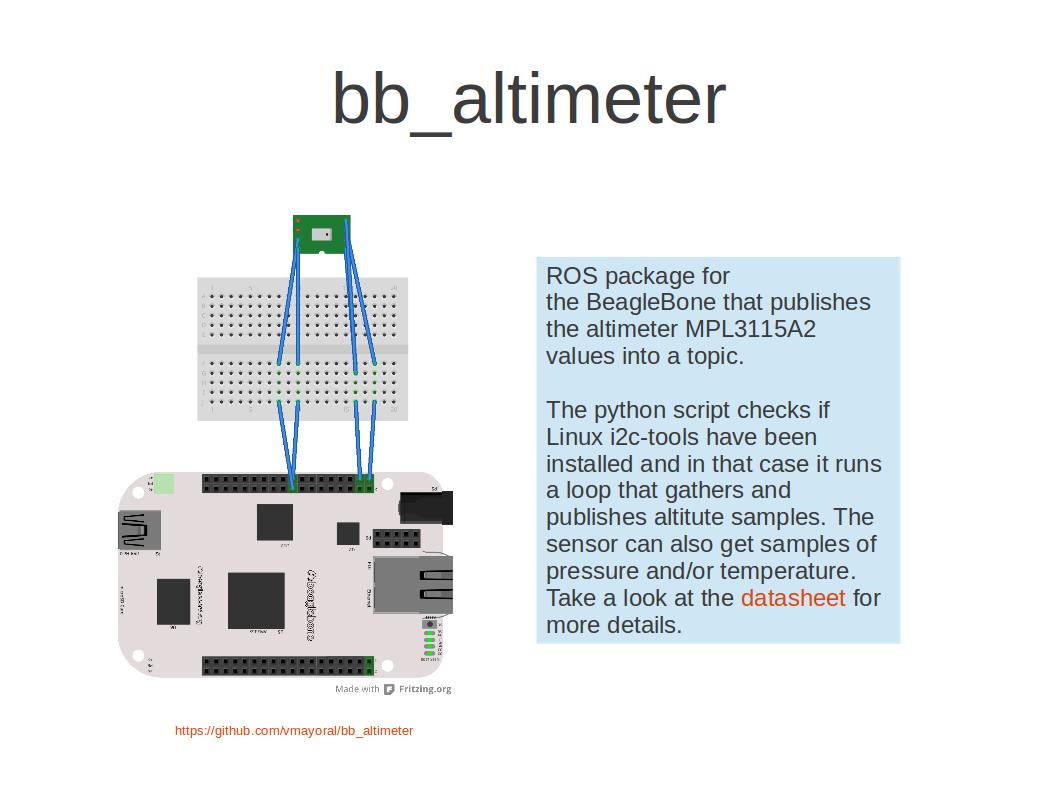 bb_altimeter
ROS package for
the BeagleBone that publishes
the altimeter MPL3115A2
values into a topic.
The python script checks if
Linux i2c-tools have been
installed and in that case it runs
a loop that gathers and
publishes altitute samples. The
sensor can also get samples of
pressure and/or temperature.
Take a look at the datasheet for
more details.
Made with Fritzing.org
https://github.com/vmayoral/bb_altimeter